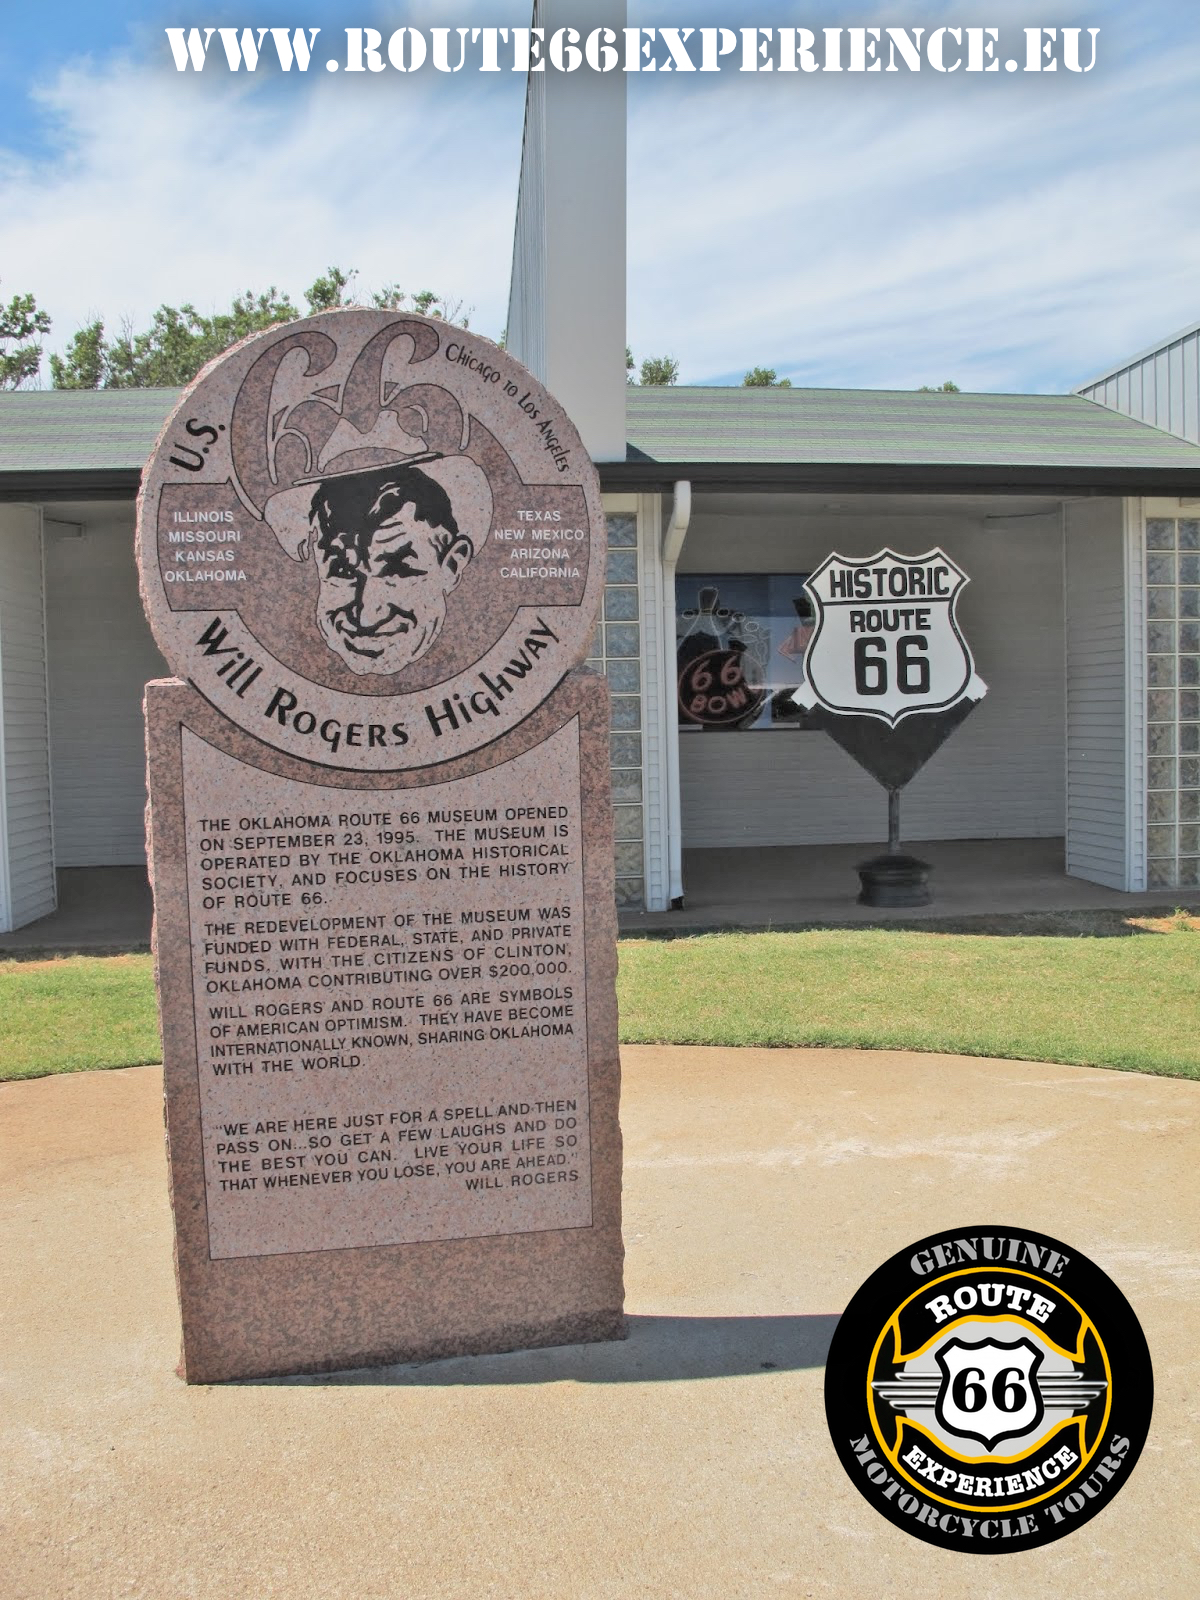 WWW.ROUTE66EXPERIENCE.EU
U.S. 66
Chicago to Los Angeles
ILLINOIS
MISSOURI
KANSAS
OKLAHOMA
TEXAS
NEW MEXICO
ARIZONA
CALIFORNIA
Will Rogers Highway
THE OKLAHOMA ROUTE 66 MUSEUM OPENED
ON SEPTEMBER 23, 1995. THE MUSEUM IS
OPERATED BY THE OKLAHOMA HISTORICAL
SOCIETY, AND FOCUSES ON THE HISTORY
OF ROUTE 66.
THE REDEVELOPMENT OF THE MUSEUM WAS
FUNDED WITH FEDERAL, STATE, AND PRIVATE
FUNDS, WITH THE CITIZENS OF CLINTON,
OKLAHOMA CONTRIBUTING OVER $200,000.
WILL ROGERS AND ROUTE 66 ARE SYMBOLS
OF AMERICAN OPTIMISM. THEY HAVE BECOME
INTERNATIONALLY KNOWN, SHARING OKLAHOMA
WITH THE WORLD.
"WE ARE HERE JUST FOR A SPELL AND THEN
PASS ON...SO GET A FEW LAUGHS AND DO
THE BEST YOU CAN. LIVE YOUR LIFE SO
THAT WHENEVER YOU LOSE, YOU ARE AHEAD."
WILL ROGERS
66
BOWL
HISTORIC
ROUTE
66
GENUINE
ROUTE
66
EXPERIENCE
MOTORCYCLE TOURS